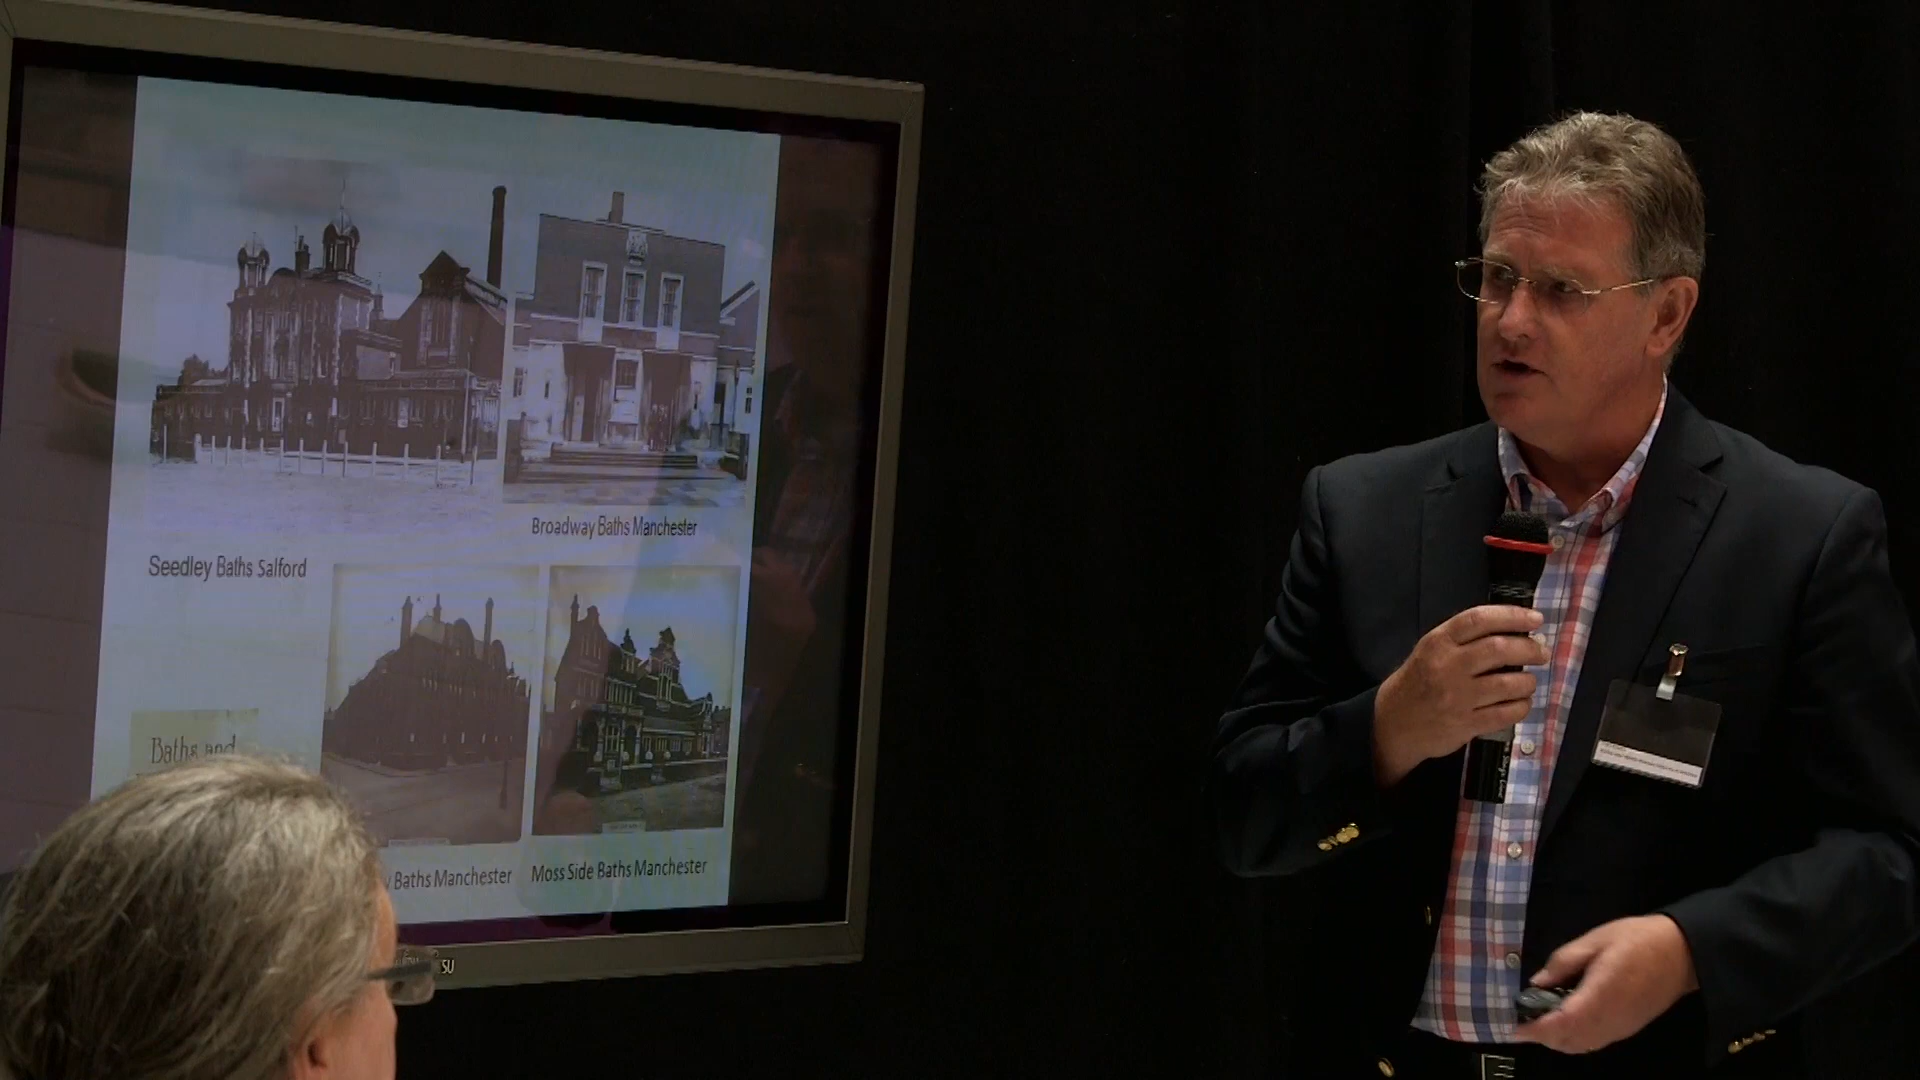 Broadway Baths Manchester
Seedley Baths Salford
Baths and
Baths Manchester
Moss Side Baths Manchester